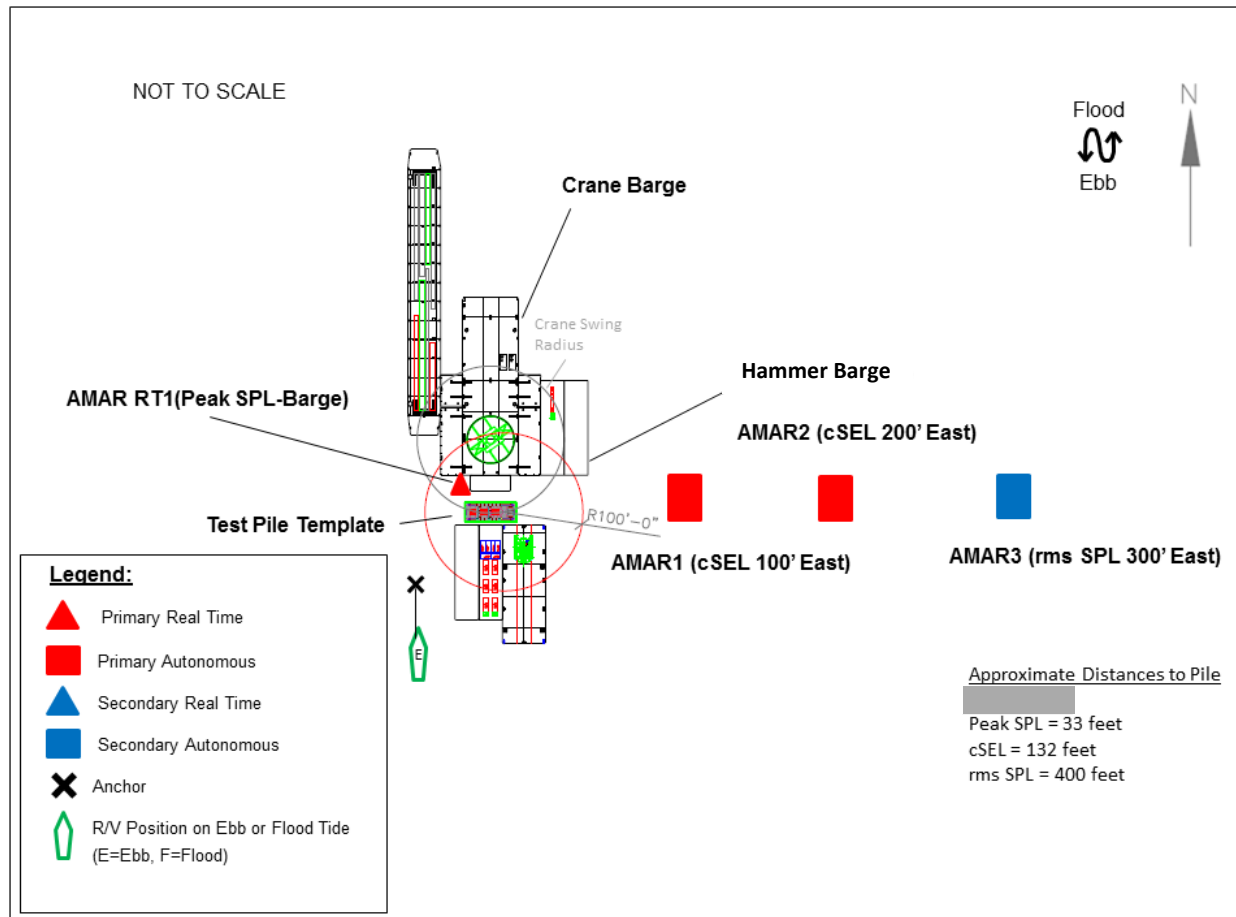 NOT TO SCALE
N
Flood
Ebb
Crane Barge
Crane Swing
Radius
Hammer Barge
AMAR RT1(Peak SPL-Barge)
AMAR2 (cSEL 200’ East)
Test Pile Template
R100'-0"
AMAR1 (cSEL 100’ East)
AMAR3 (rms SPL 300’ East)
E
Legend:
Primary Real Time
Primary Autonomous
Secondary Real Time
Secondary Autonomous
Anchor
R/V Position on Ebb or Flood Tide
(E=Ebb, F=Flood)
Approximate Distances to Pile
Peak SPL = 33 feet
cSEL = 132 feet
rms SPL = 400 feet